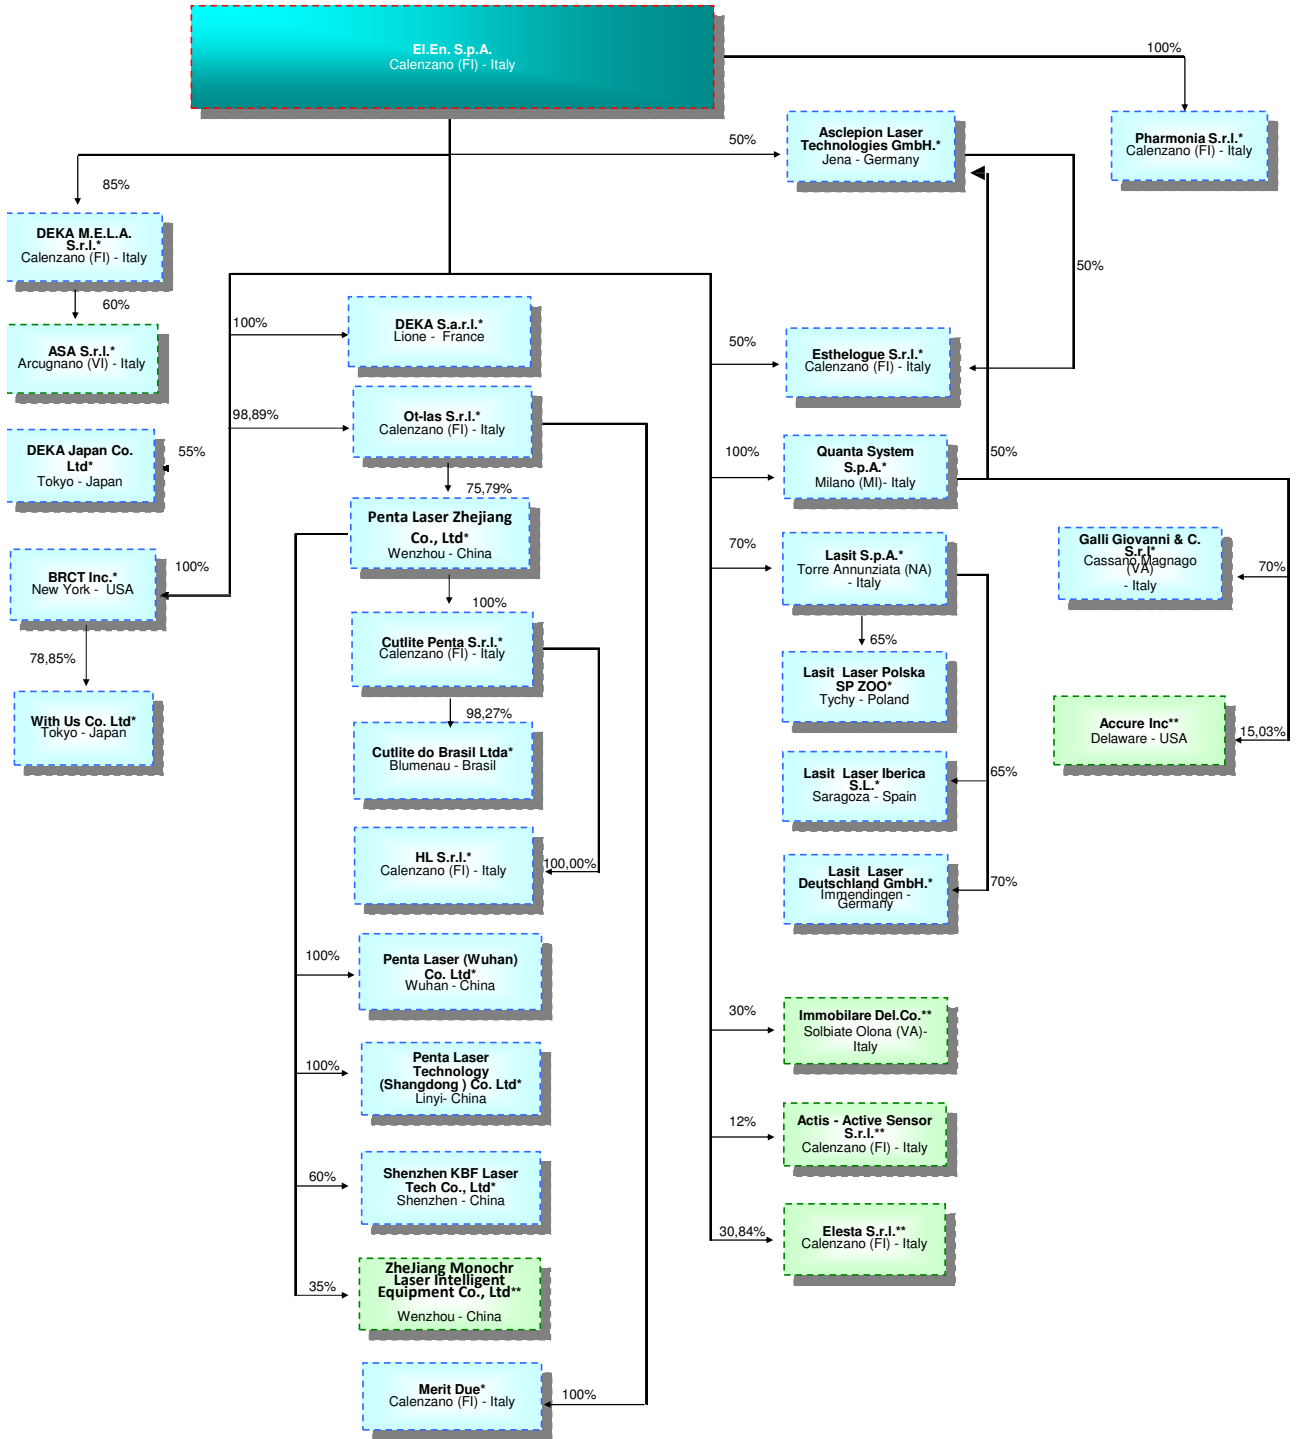 El.En. S.p.A.
Calenzano (FI) - Italy
100%
Pharmonia S.r.l.*
Calenzano (FI) - Italy
50%
Asclepion Laser
Technologies GmbH.*
Jena - Germany
85%
DEKA M.E.L.A.
S.r.l.*
Calenzano (FI) - Italy
60%
ASA S.r.l.*
Arcugnano (VI) - Italy
100%
DEKA S.a.r.l.*
Lione - France
50%
50%
Esthelogue S.r.l.*
Calenzano (FI) - Italy
98,89%
Ot-las S.r.l.*
Calenzano (FI) - Italy
DEKA Japan Co.
Ltd*
Tokyo - Japan
55%
100%
Quanta System
S.p.A.*
Milano (MI)- Italy
50%
75,79%
Penta Laser Zhejiang
Co., Ltd*
Wenzhou - China
70%
Lasit S.p.A.*
Torre Annunziata (NA)
- Italy
Galli Giovanni & C.
S.r.l*
Cassano Magnago
(VA)
- Italy
70%
BRCT Inc.*
New York - USA
100%
100%
Cutlite Penta S.r.l.*
Calenzano (FI) - Italy
65%
Lasit Laser Polska
SP ZOO*
Tychy - Poland
78,85%
With Us Co. Ltd*
Tokyo - Japan
98,27%
Cutlite do Brasil Ltda*
Blumenau - Brasil
Accure Inc**
Delaware - USA
15,03%
Lasit Laser Iberica
S.L.*
Saragoza - Spain
65%
HL S.r.l.*
Calenzano (FI) - Italy
100,00%
Lasit Laser
Deutschland GmbH.*
Immendingen -
Germany
70%
100%
Penta Laser (Wuhan)
Co. Ltd*
Wuhan - China
30%
Immobilare Del.Co.**
Solbiate Olona (VA)-
Italy
100%
Penta Laser
Technology
(Shangdong ) Co. Ltd*
Linyi- China
12%
Actis - Active Sensor
S.r.l.**
Calenzano (FI) - Italy
60%
Shenzhen KBF Laser
Tech Co., Ltd*
Shenzhen - China
30,84%
Elesta S.r.l.**
Calenzano (FI) - Italy
35%
ZheJiang Monochr
Laser Intelligent
Equipment Co., Ltd**
Wenzhou - China
Merit Due*
Calenzano (FI) - Italy
100%